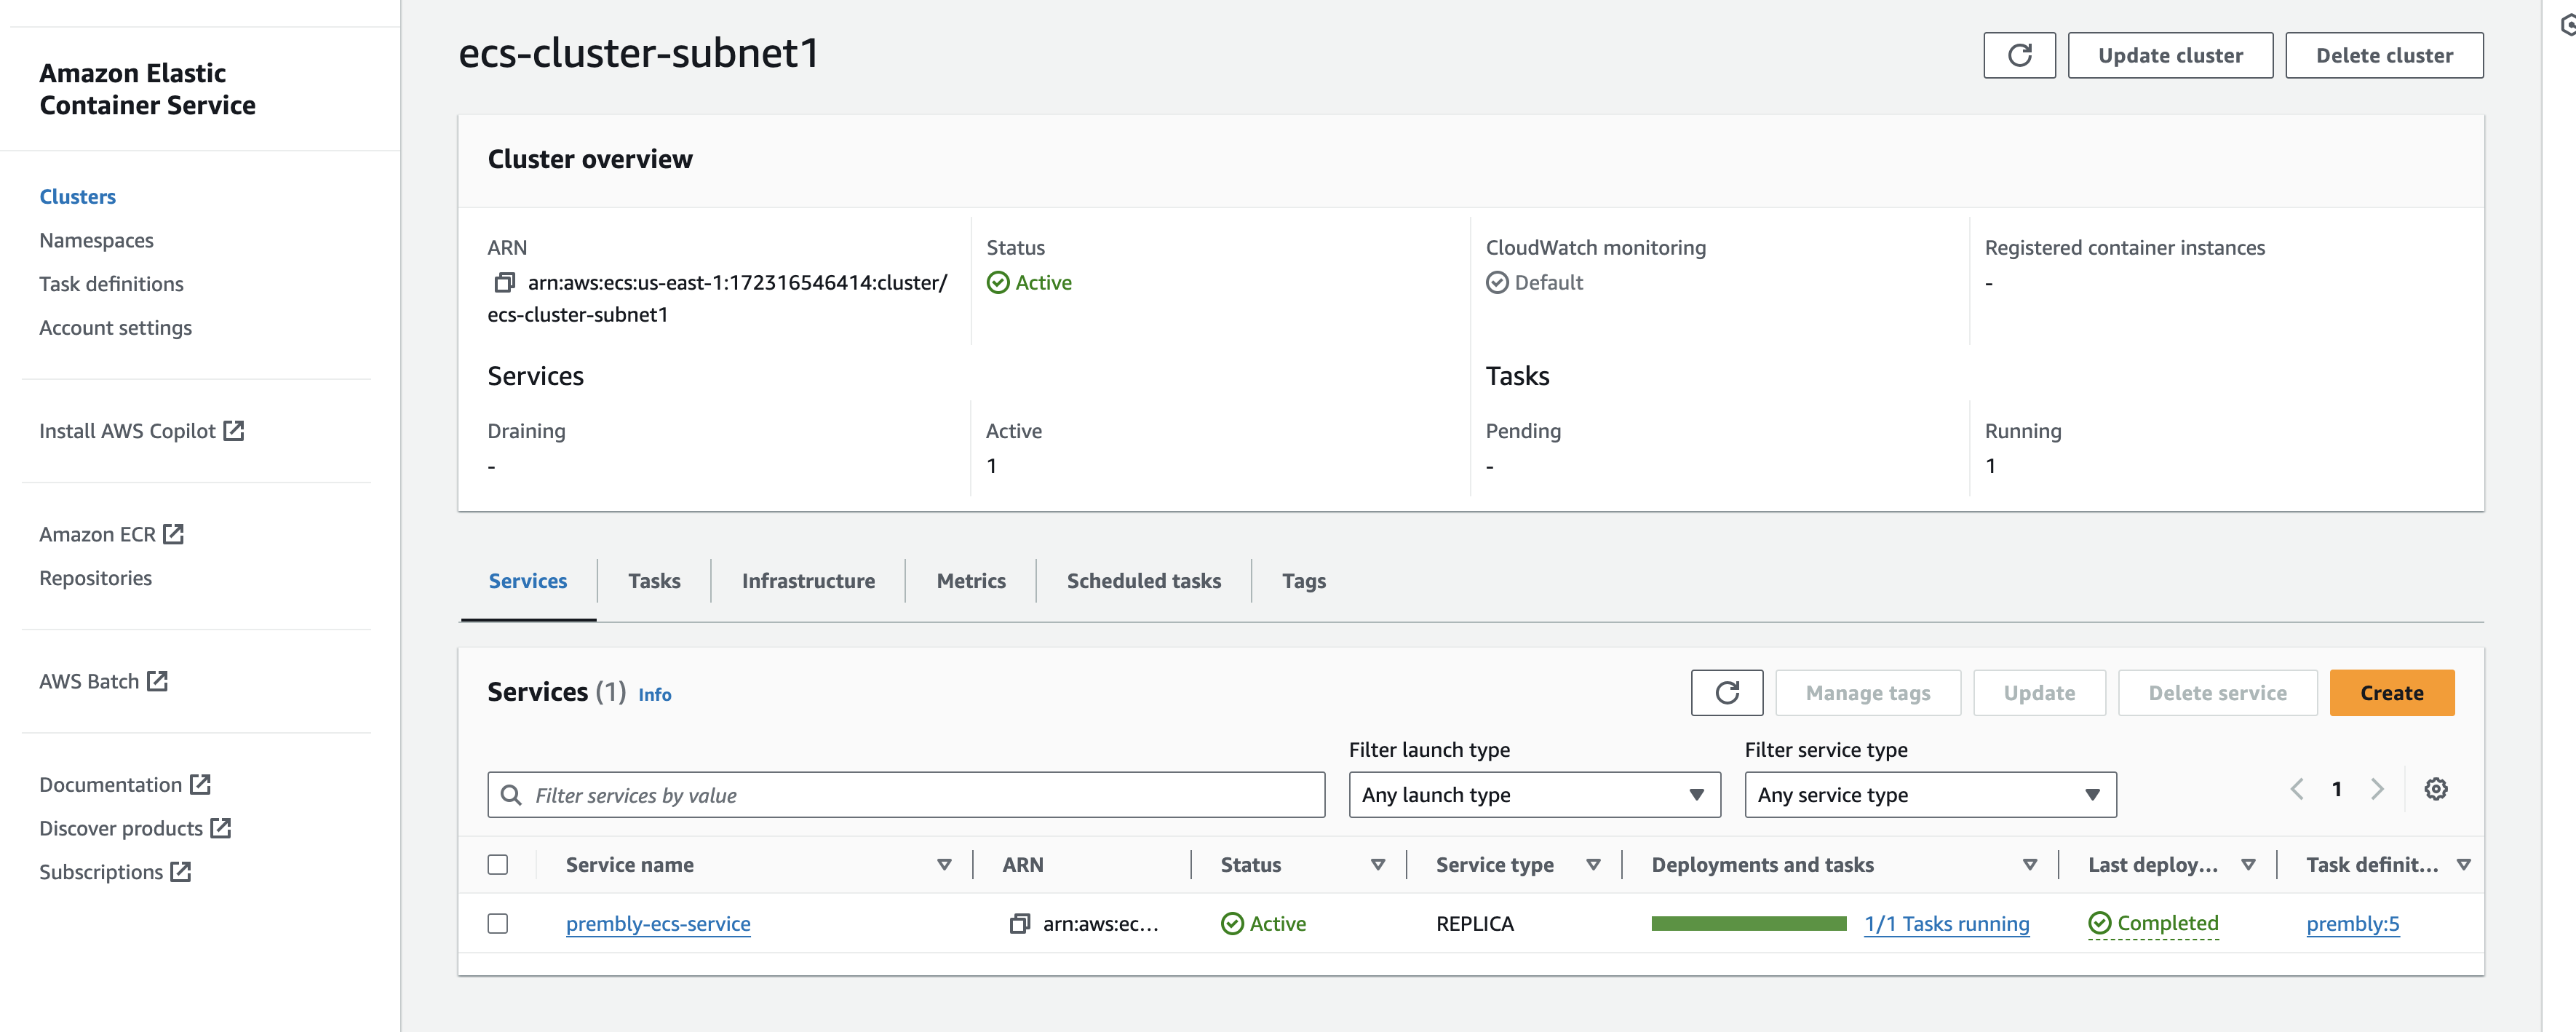 Amazon Elastic
Container Service
Clusters
Namespaces
Task definitions
Account settings
Install AWS Copilot
Amazon ECR
Repositories
AWS Batch
Documentation
Discover products
Subscriptions
ecs-cluster-subnet1
Update cluster
Delete cluster
Cluster overview
ARN
arn:aws:ecs:us-east-1:172316546414:cluster/
ecs-cluster-subnet1
Status
Active
CloudWatch monitoring
Default
Registered container instances
-
Services
Tasks
Draining
-
Active
1
Pending
-
Running
1
Services Tasks Infrastructure Metrics Scheduled tasks Tags
Services (1) Info
Manage tags Update Delete service Create
Filter launch type
Filter service type
Filter services by value
Any launch type
Any service type
1
Service name ARN Status Service type Deployments and tasks Last deploy... Task definit...
prembly-ecs-service arn:aws:ec... Active REPLICA 1/1 Tasks running Completed prembly:5